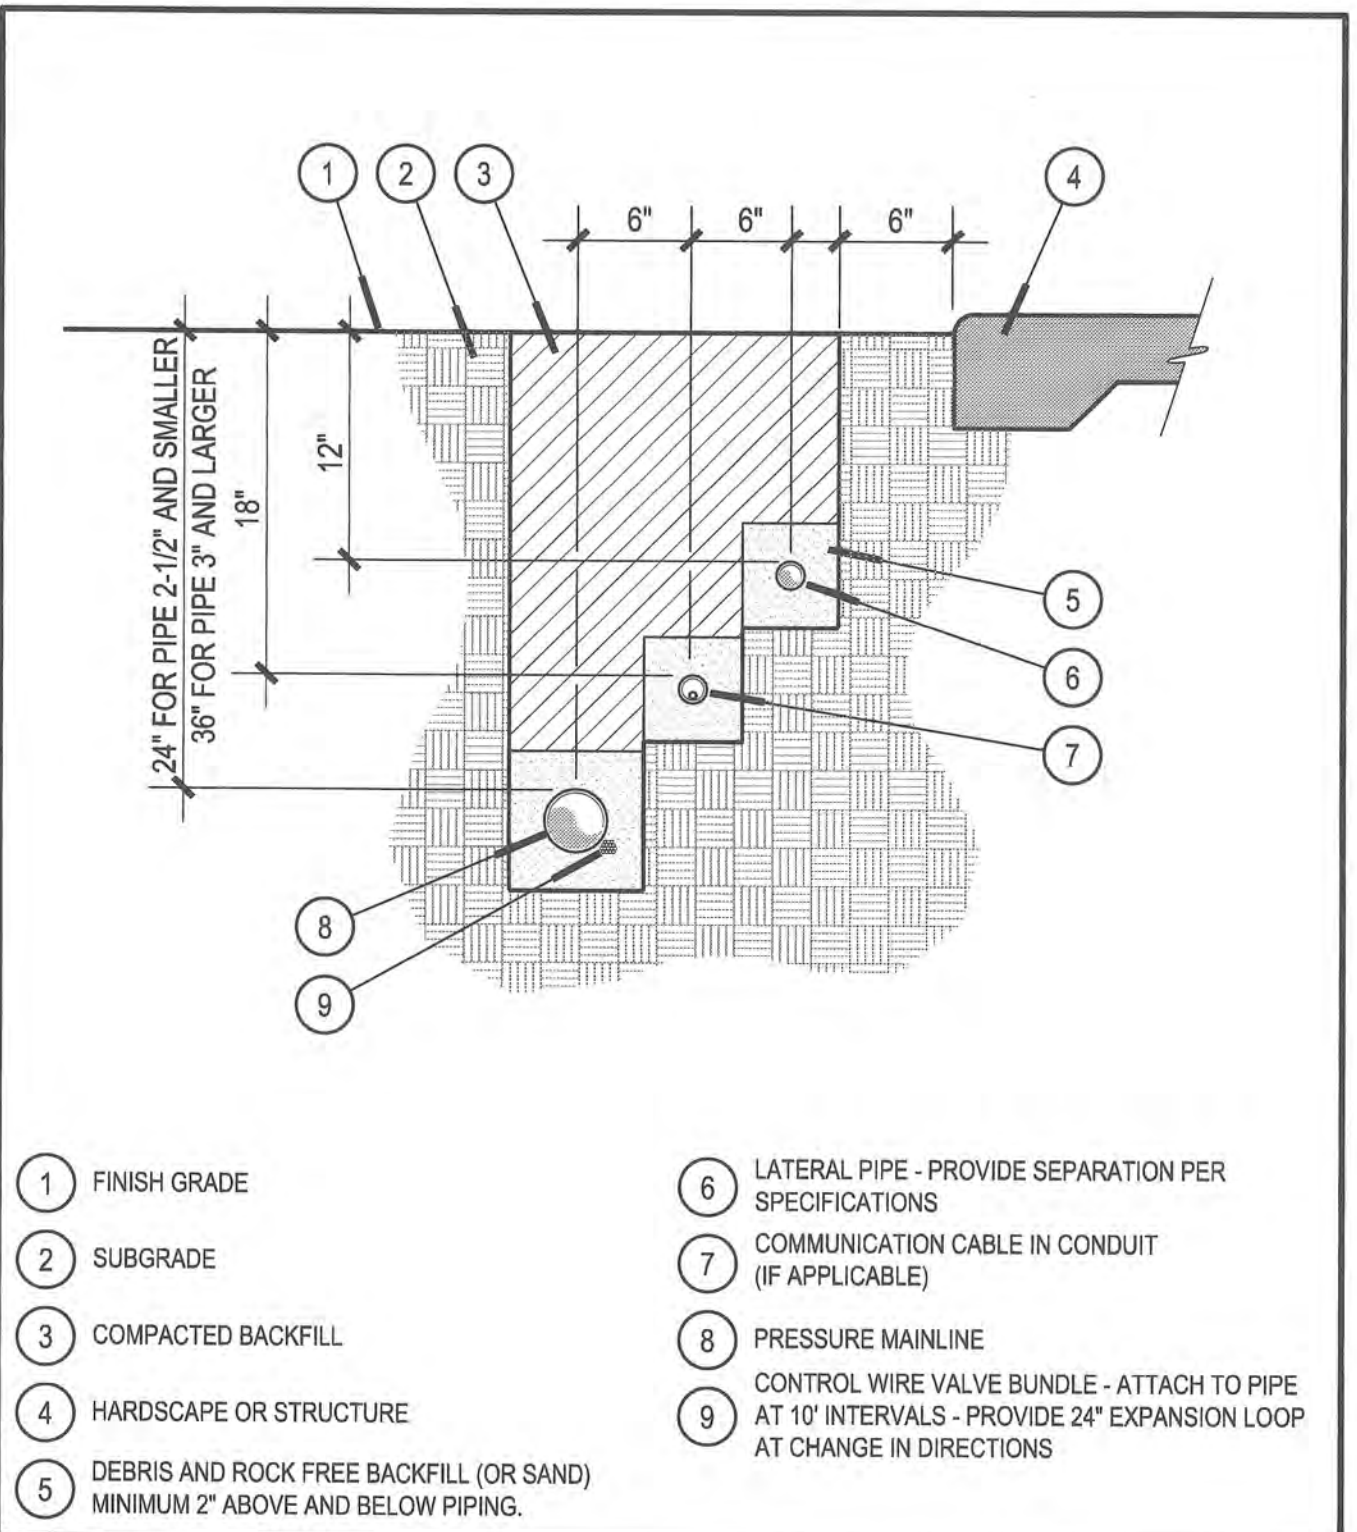 1
2
3
4
6"
6"
6"
24" FOR PIPE 2-1/2" AND SMALLER
36" FOR PIPE 3" AND LARGER
18"
12"
5
6
7
8
9
1 FINISH GRADE
2 SUBGRADE
3 COMPACTED BACKFILL
4 HARDSCAPE OR STRUCTURE
5 DEBRIS AND ROCK FREE BACKFILL (OR SAND)
MINIMUM 2" ABOVE AND BELOW PIPING.
6 LATERAL PIPE - PROVIDE SEPARATION PER
SPECIFICATIONS
7 COMMUNICATION CABLE IN CONDUIT
(IF APPLICABLE)
8 PRESSURE MAINLINE
9 CONTROL WIRE VALVE BUNDLE - ATTACH TO PIPE
AT 10' INTERVALS - PROVIDE 24" EXPANSION LOOP
AT CHANGE IN DIRECTIONS